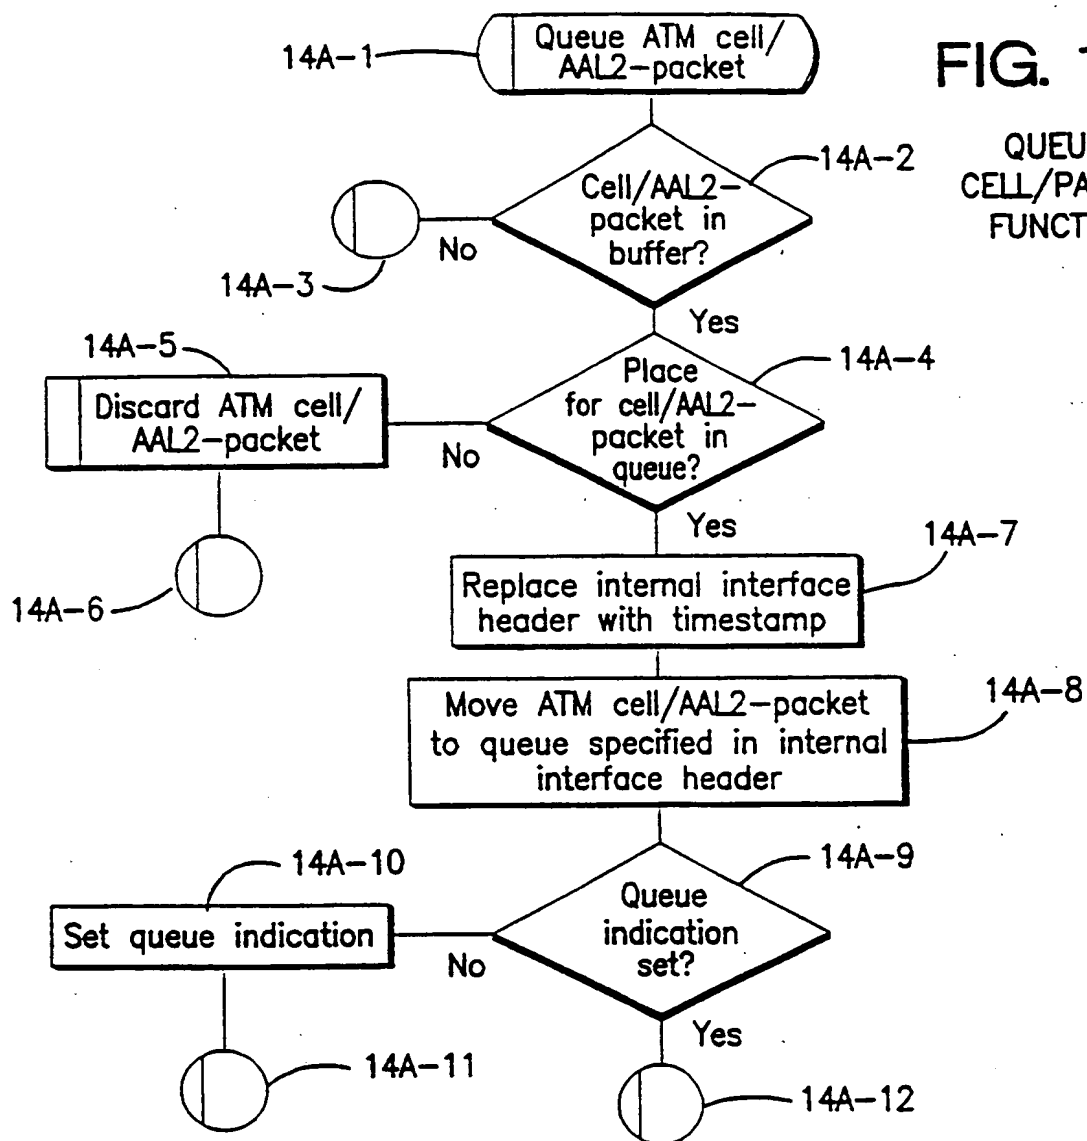 14A-1
Queue ATM cell/
AAL2-packet
FIG.
QUEU
CELL/PA
FUNCT
14A-2
Cell/AAL2-
packet in
buffer?
No
14A-3
Yes
14A-5
14A-4
Discard ATM cell/
AAL2-packet
Place
for cell/AAL2-
packet in
queue?
No
Yes
14A-6
14A-7
Replace internal interface
header with timestamp
14A-8
Move ATM cell/AAL2-packet
to queue specified in internal
interface header
14A-10
14A-9
Set queue indication
Queue
indication
set?
No
Yes
14A-11
14A-12